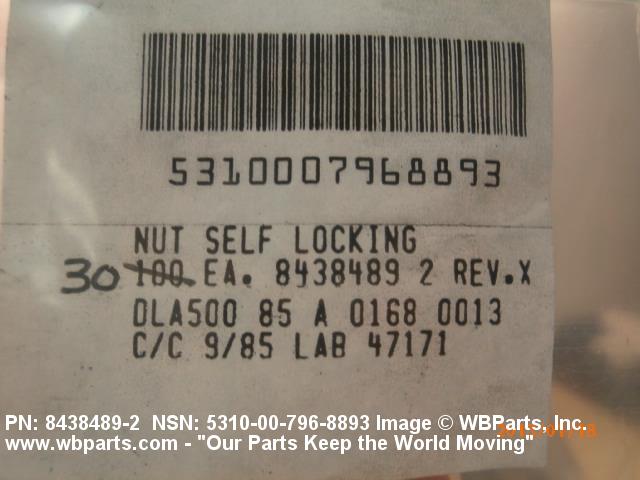 5310007968893
NUT SELF LOCKING
30 100 EA. 8438489 2 REV.X
DLA500 85 A 0168 0013
C/C 9/85 LAB 47171
PN: 8438489-2 NSN: 5310-00-796-8893 Image © WBParts, Inc.
www.wbparts.com - "Our Parts Keep the World Moving"